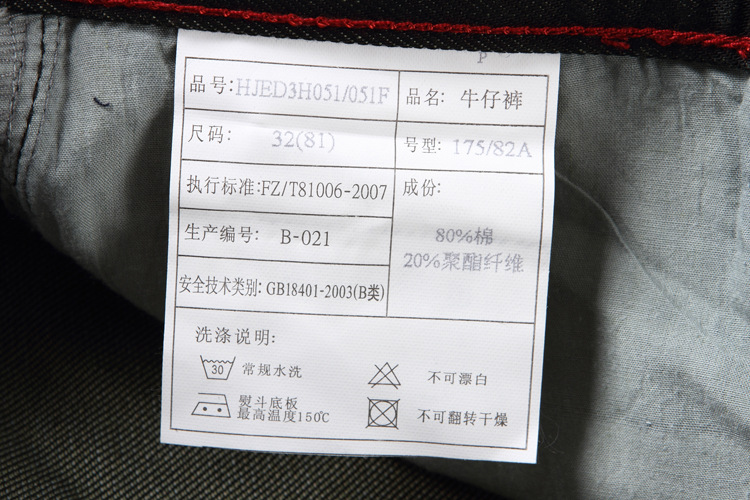 P
品号: HJED3H051/051F
品名: 牛仔裤
尺码: 32(81)
号型: 175/82A
执行标准: FZ/T81006-2007
成份:
80%棉
20%聚酯纤维
生产编号: B-021
安全技术类别: GB18401-2003(B类)
洗涤说明:
30 常规水洗
不可漂白
熨斗底板
最高温度150℃
不可翻转干燥